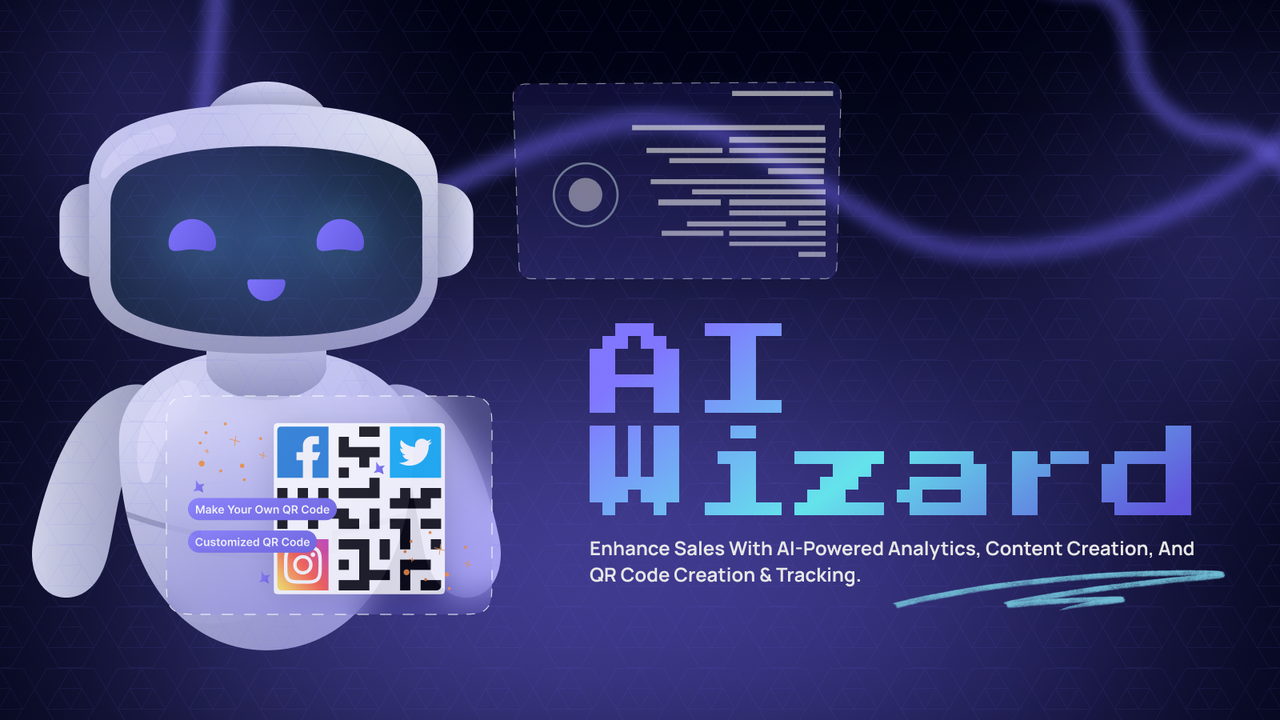 AI
Wizard
Enhance Sales With AI-Powered Analytics, Content Creation, And
QR Code Creation & Tracking.
Make Your Own QR Code
Customized QR Code